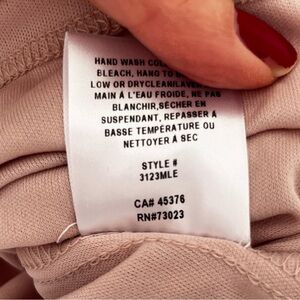 HAND WASH
BLEACH, HANG TO
LOW OR DRYCLEAN/
MAIN À L'EAU FROIDE, NE PAS
BLANCHIR,SÉCHER EN
SUSPENDANT, REPASSER À
BASSE TEMPÉRATURE OU
NETTOYER À SEC
STYLE #
3123MLE
CA# 45376
RN#73023